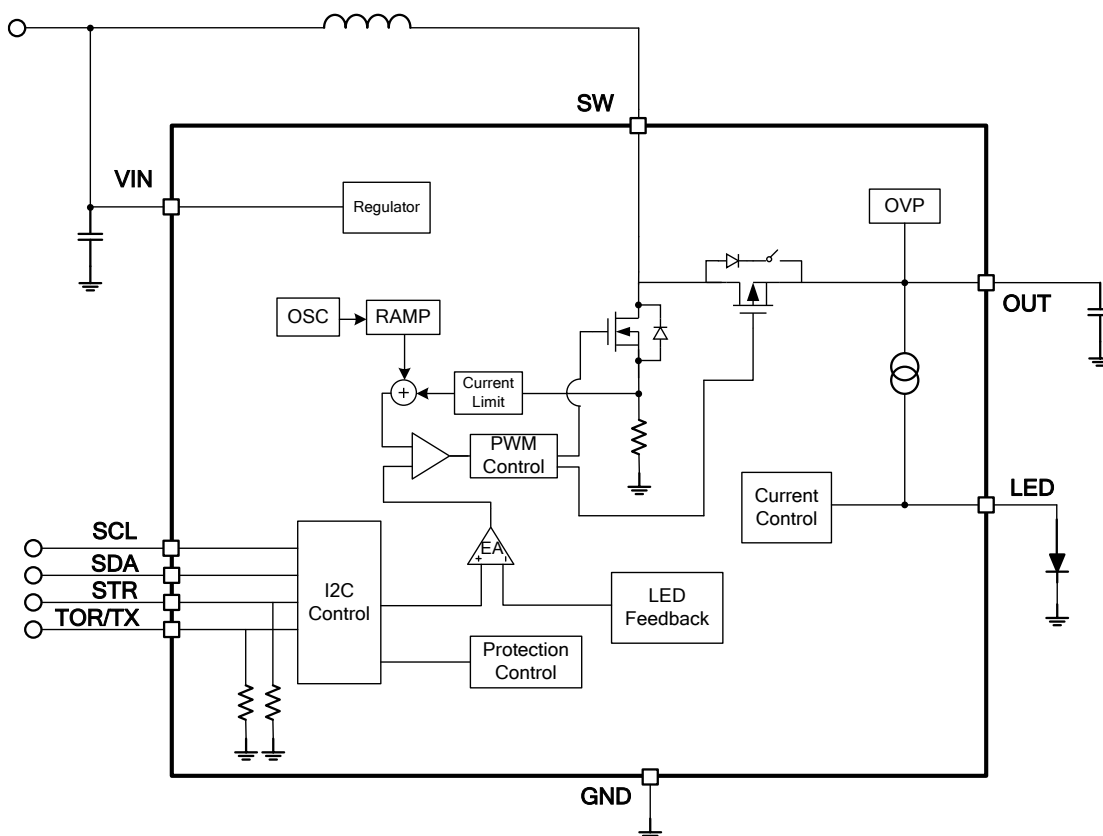 SW
VIN
Regulator
OVP
OUT
OSC
RAMP
+
Current
Limit
PWM
Control
Current
Control
LED
SCL
SDA
STR
TOR/TX
I2C
Control
EA
+
-
LED
Feedback
Protection
Control
GND